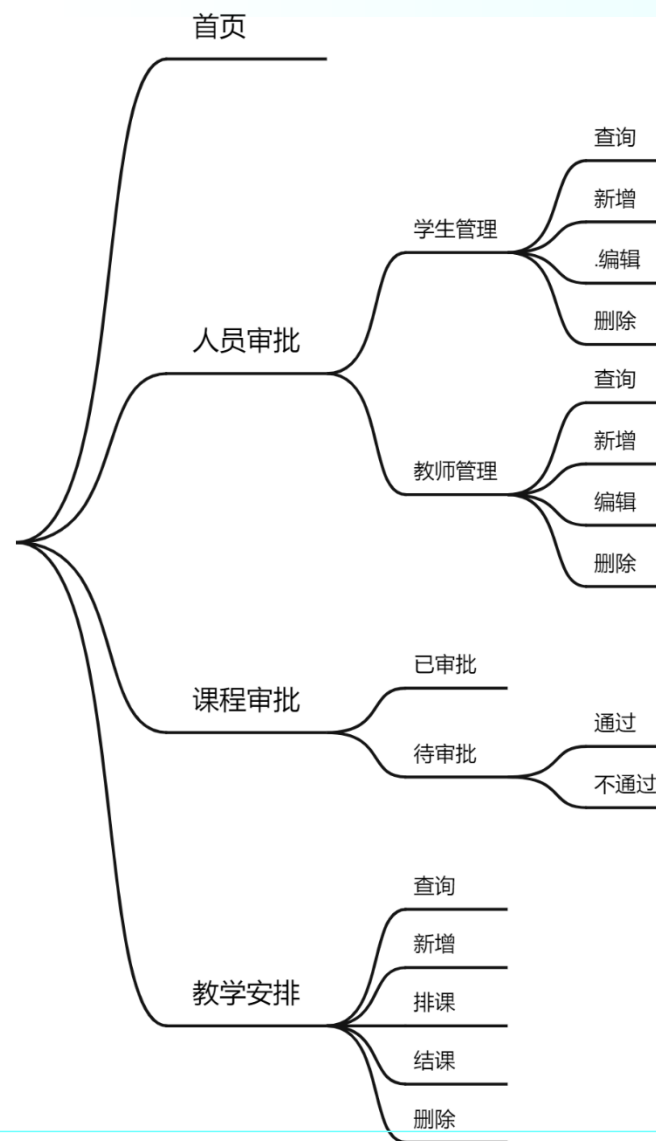 首页
人员审批
学生管理
查询
新增
.编辑
删除
教师管理
查询
新增
编辑
删除
课程审批
已审批
待审批
通过
不通过
教学安排
查询
新增
排课
结课
删除